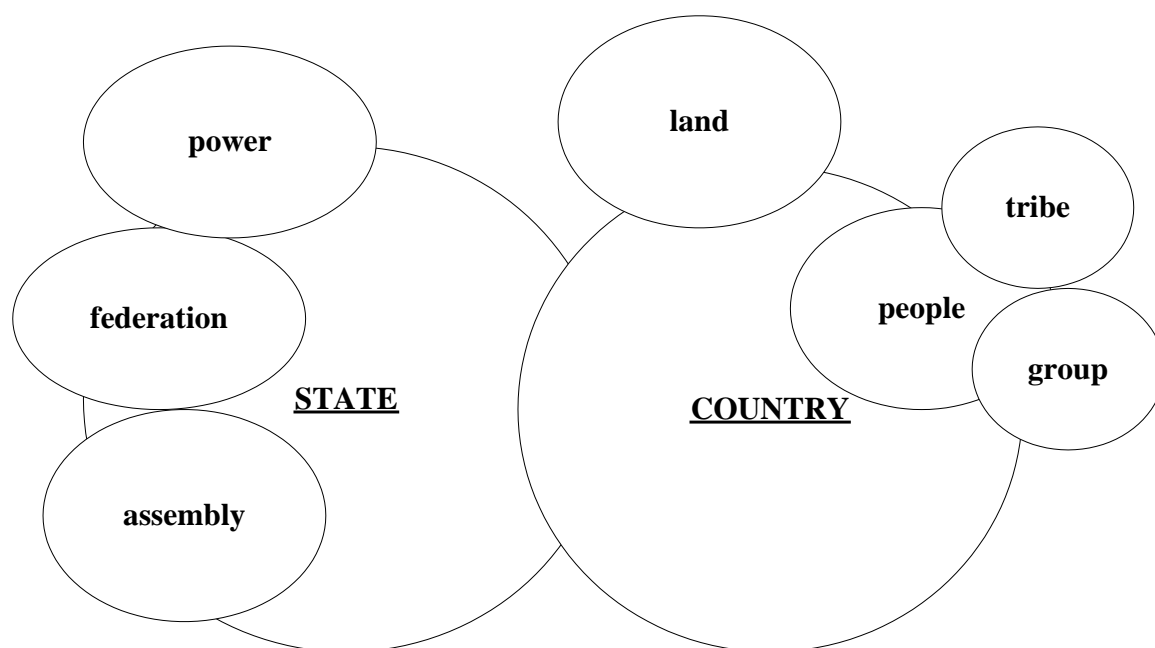 power
land
tribe
federation
people
group
STATE
COUNTRY
assembly